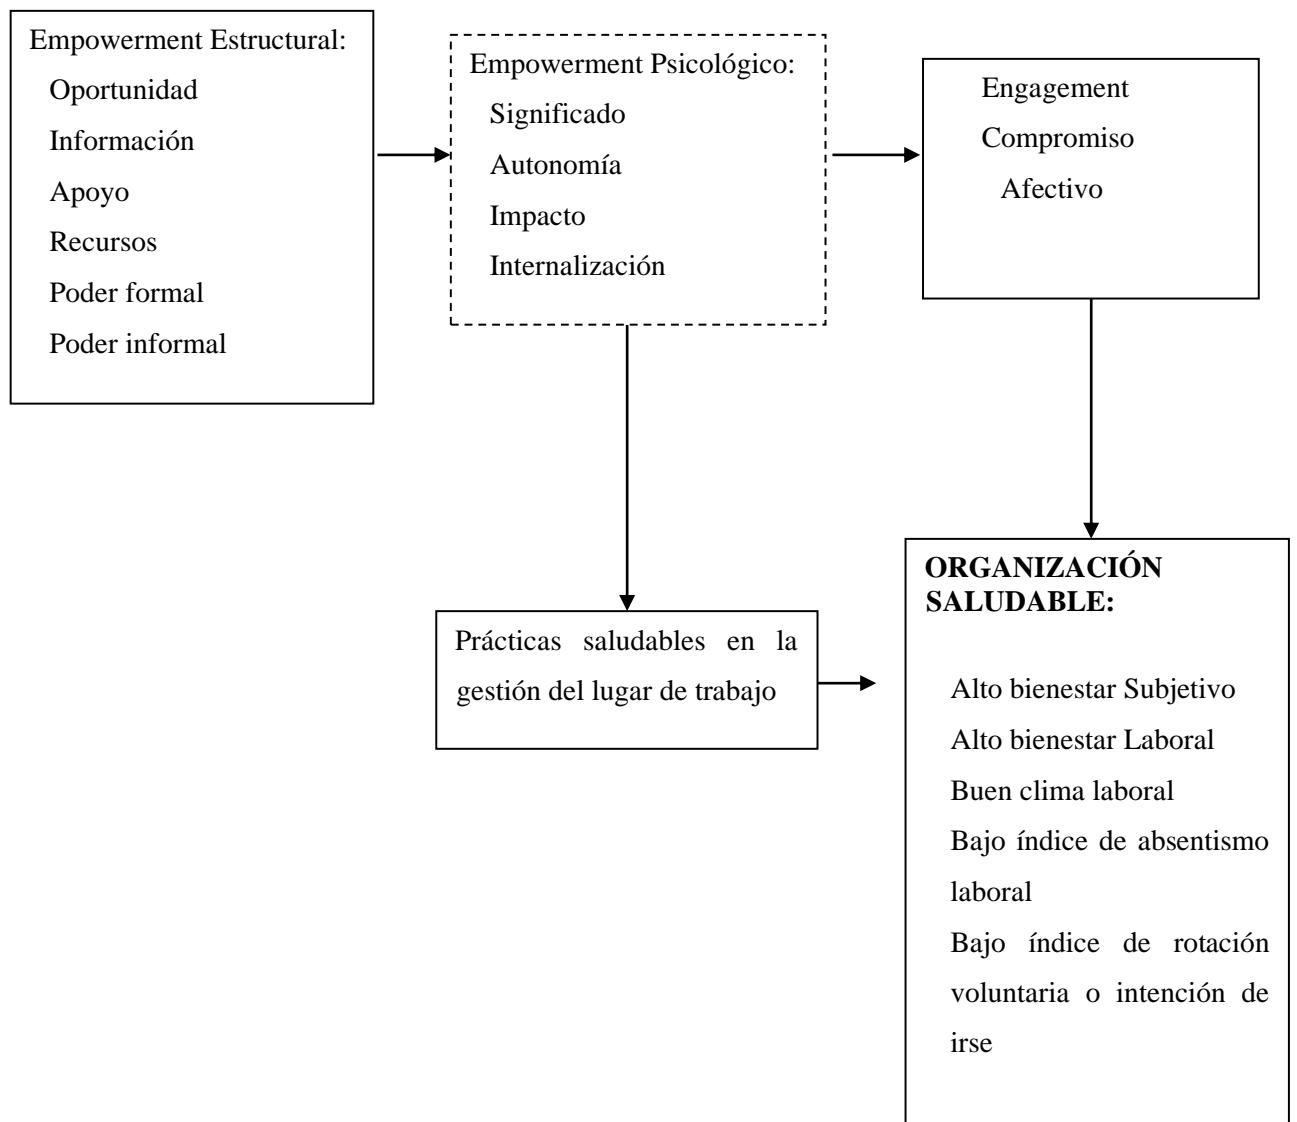 Empowerment Estructural:
Oportunidad
Información
Apoyo
Recursos
Poder formal
Poder informal
Empowerment Psicológico:
Significado
Autonomía
Impacto
Internalización
Engagement
Compromiso
Afectivo
Prácticas saludables en la
gestión del lugar de trabajo
ORGANIZACIÓN
SALUDABLE:
Alto bienestar Subjetivo
Alto bienestar Laboral
Buen clima laboral
Bajo índice de absentismo
laboral
Bajo índice de rotación
voluntaria o intención de
irse